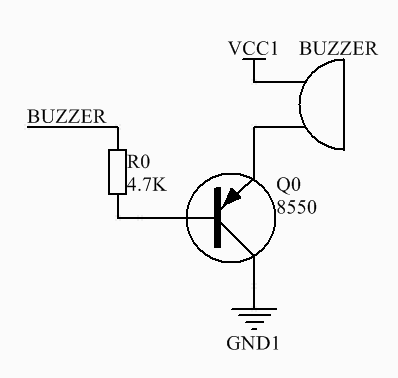 VCC1 BUZZER
BUZZER
R0
4.7K
Q0
8550
GND1